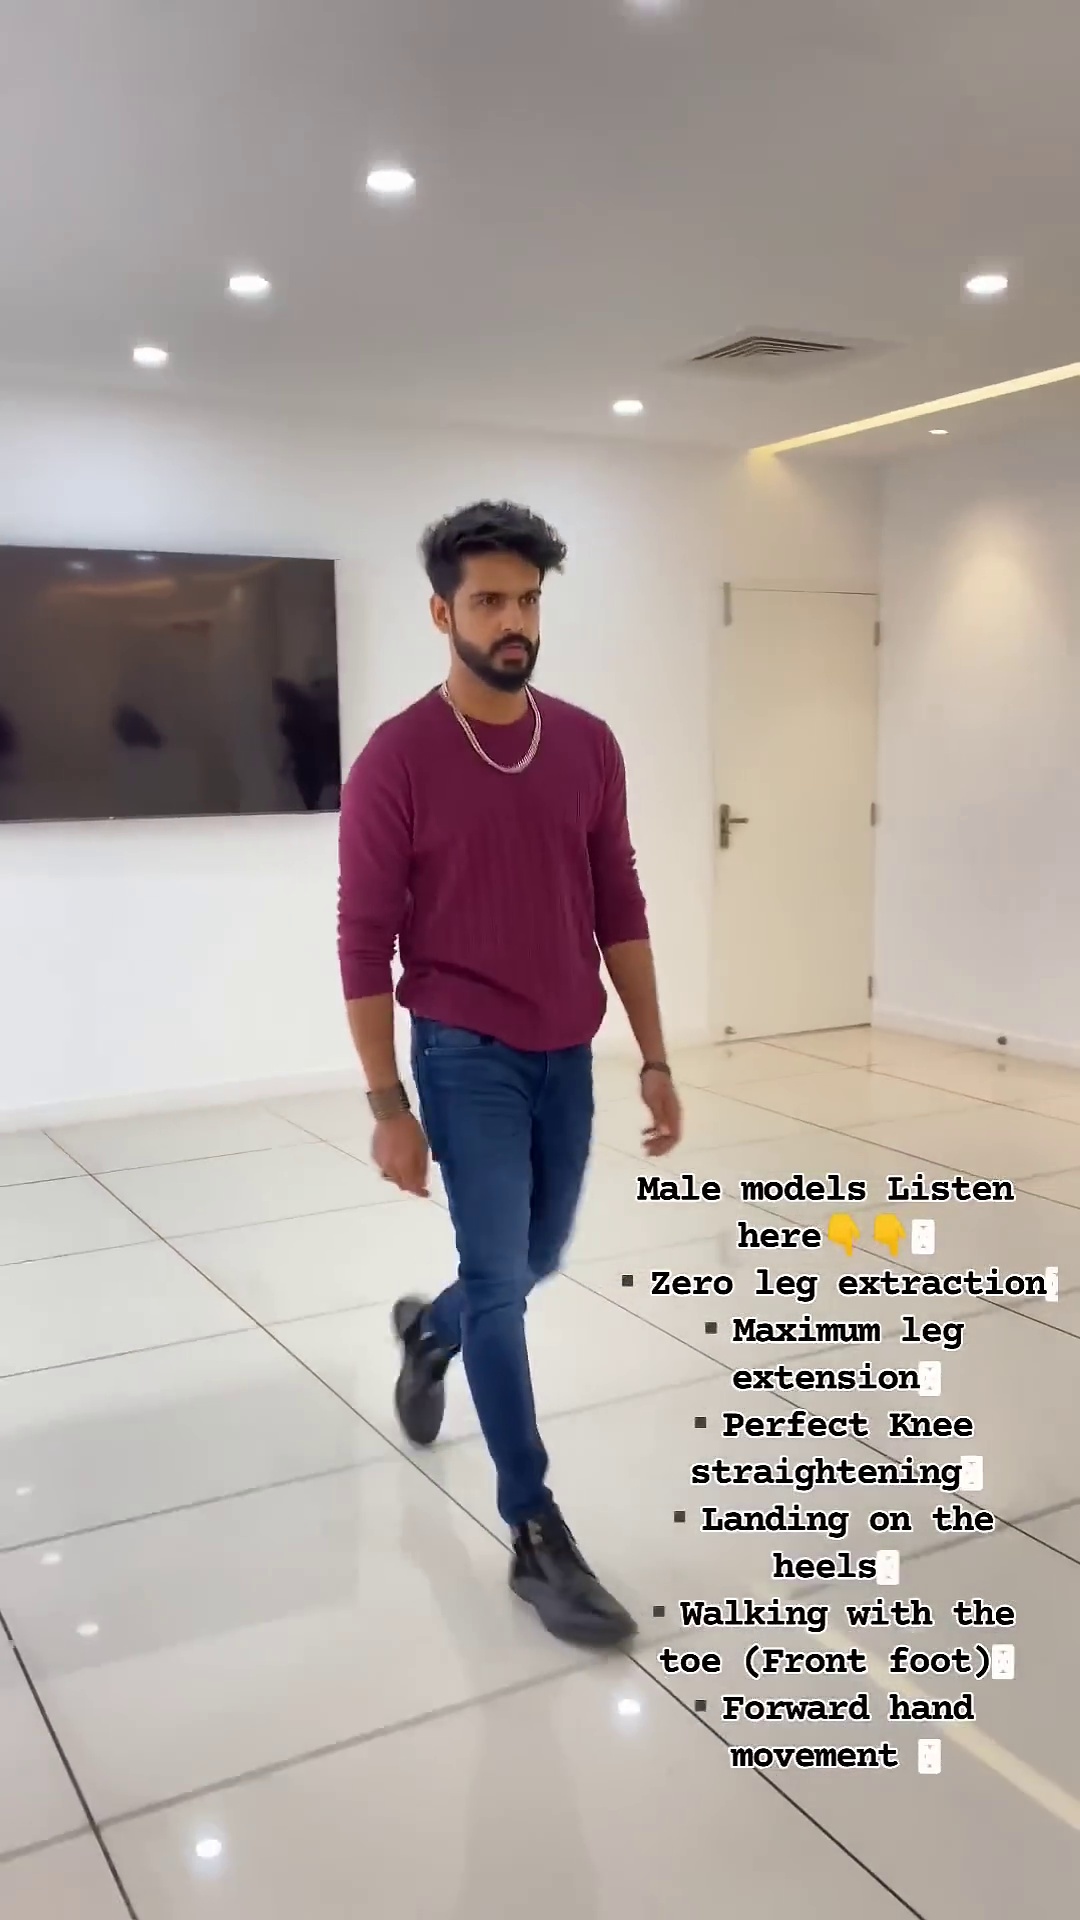 Male models Listen
here👇👇
▪ Zero leg extraction
▪ Maximum leg
extension
▪ Perfect Knee
straightening
▪ Landing on the
heels
▪ Walking with the
toe (Front foot)
▪ Forward hand
movement